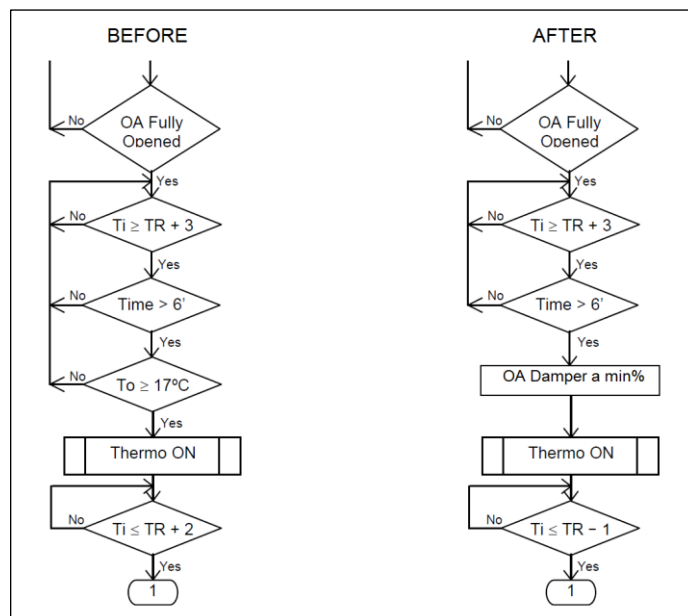 BEFORE
No
OA Fully
Opened
Yes
No
Ti ≥ TR + 3
Yes
No
Time > 6'
Yes
No
To ≥ 17ºC
Yes
Thermo ON
No
Ti ≤ TR + 2
Yes
1
AFTER
No
OA Fully
Opened
Yes
No
Ti ≥ TR + 3
Yes
No
Time > 6'
Yes
OA Damper a min%
Thermo ON
No
Ti ≤ TR − 1
Yes
1